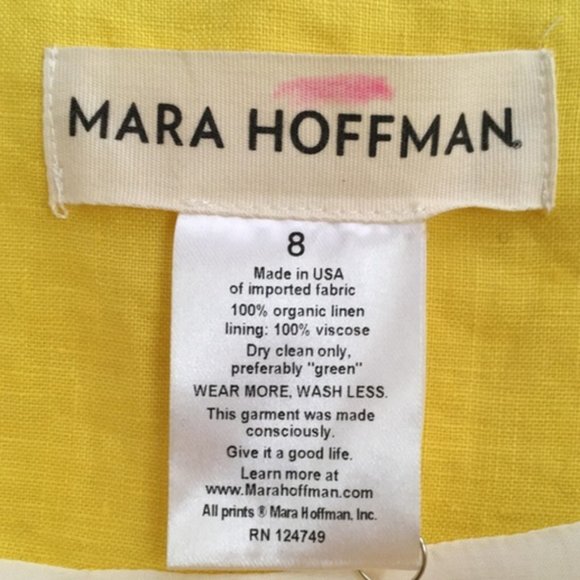 MARA HOFFMAN®
8
Made in USA
of imported fabric
100% organic linen
lining: 100% viscose
Dry clean only,
preferably "green"
WEAR MORE, WASH LESS.
This garment was made
consciously.
Give it a good life.
Learn more at
www.Marahoffman.com
All prints ® Mara Hoffman, Inc.
RN 124749